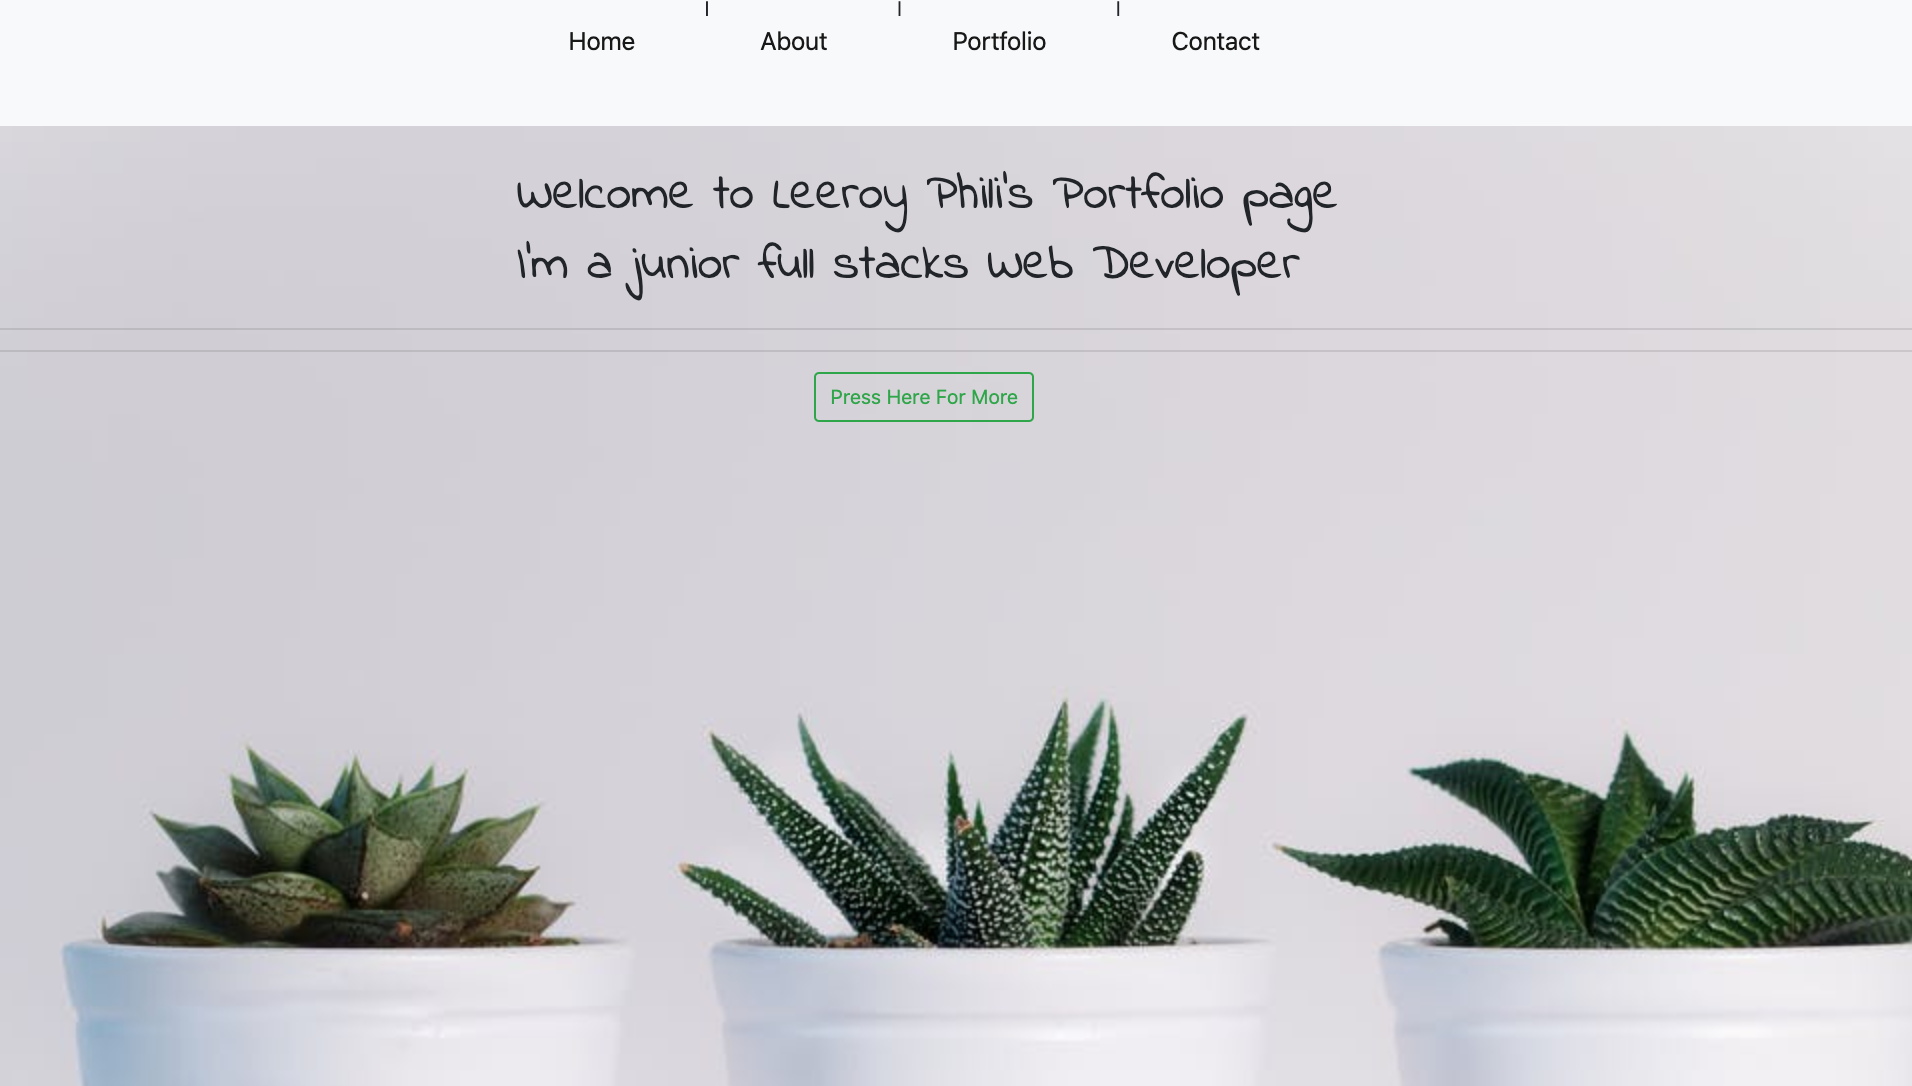 Home | About | Portfolio | Contact
Welcome to Leeroy Phili's Portfolio page
I'm a junior full stacks Web Developer
Press Here For More